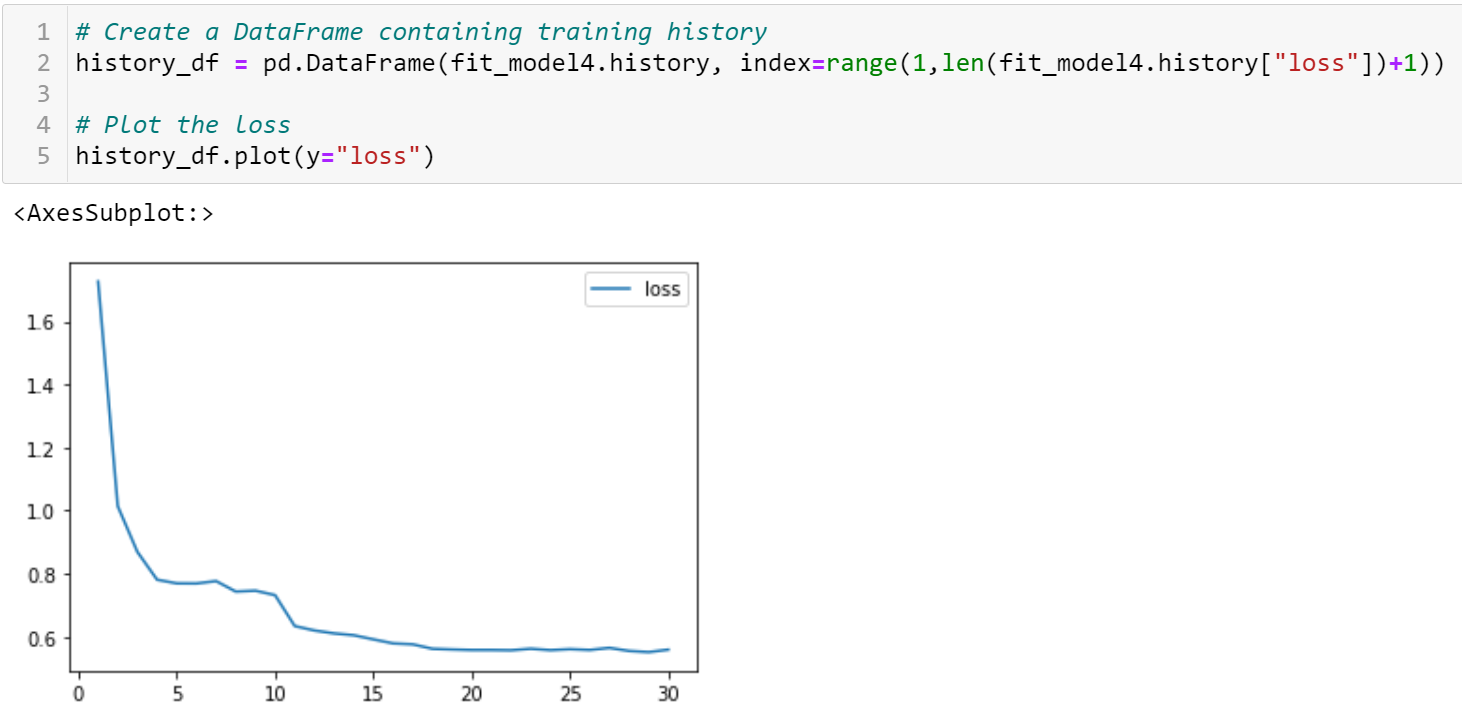 1 # Create a DataFrame containing training history
2 history_df = pd.DataFrame(fit_model4.history, index=range(1,len(fit_model4.history["loss"])+1))
3
4 # Plot the loss
5 history_df.plot(y="loss")
<AxesSubplot:>
loss
1.6
1.4
1.2
1.0
0.8
0.6
0 5 10 15 20 25 30